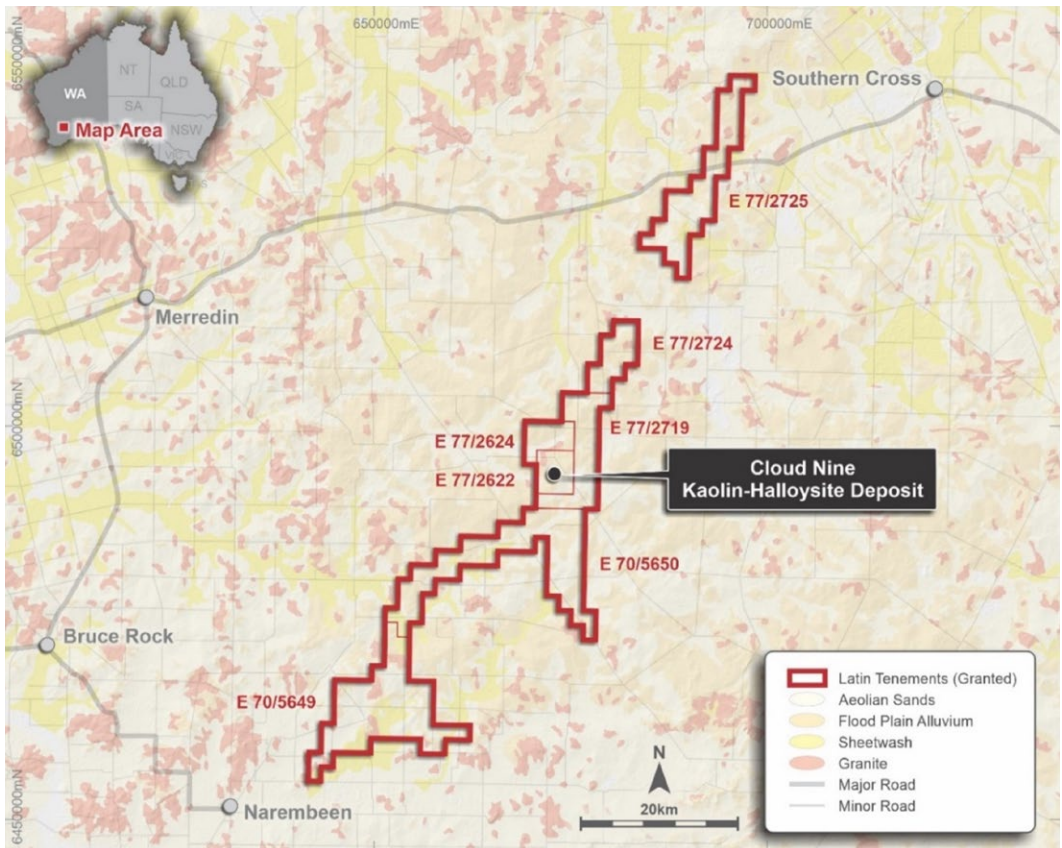 650000mE
700000mE
6550000mN
6500000mN
6450000mN
NT
QLD
WA
SA
NSW
Map Area
Southern Cross
E 77/2725
Merredin
E 77/2724
E 77/2624
E 77/2719
E 77/2622
Cloud Nine
Kaolin-Halloysite Deposit
E 70/5650
Bruce Rock
E 70/5649
Narembeen
N
20km
Latin Tenements (Granted)
Aeolian Sands
Flood Plain Alluvium
Sheetwash
Granite
Major Road
Minor Road